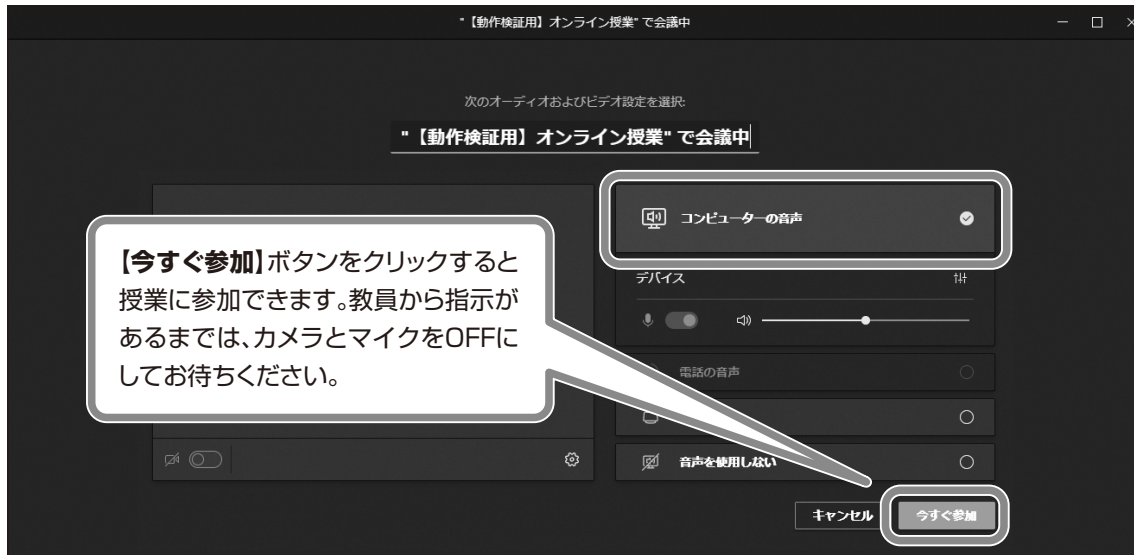 "【動作検証用】オンライン授業" で会議中
次のオーディオおよびビデオ設定を選択:
"【動作検証用】オンライン授業" で会議中
コンピューターの音声
【今すぐ参加】ボタンをクリックすると
授業に参加できます。教員から指示が
あるまでは、カメラとマイクをOFFに
してお待ちください。
デバイス
電話の音声
音声を使用しない
キャンセル
今すぐ参加